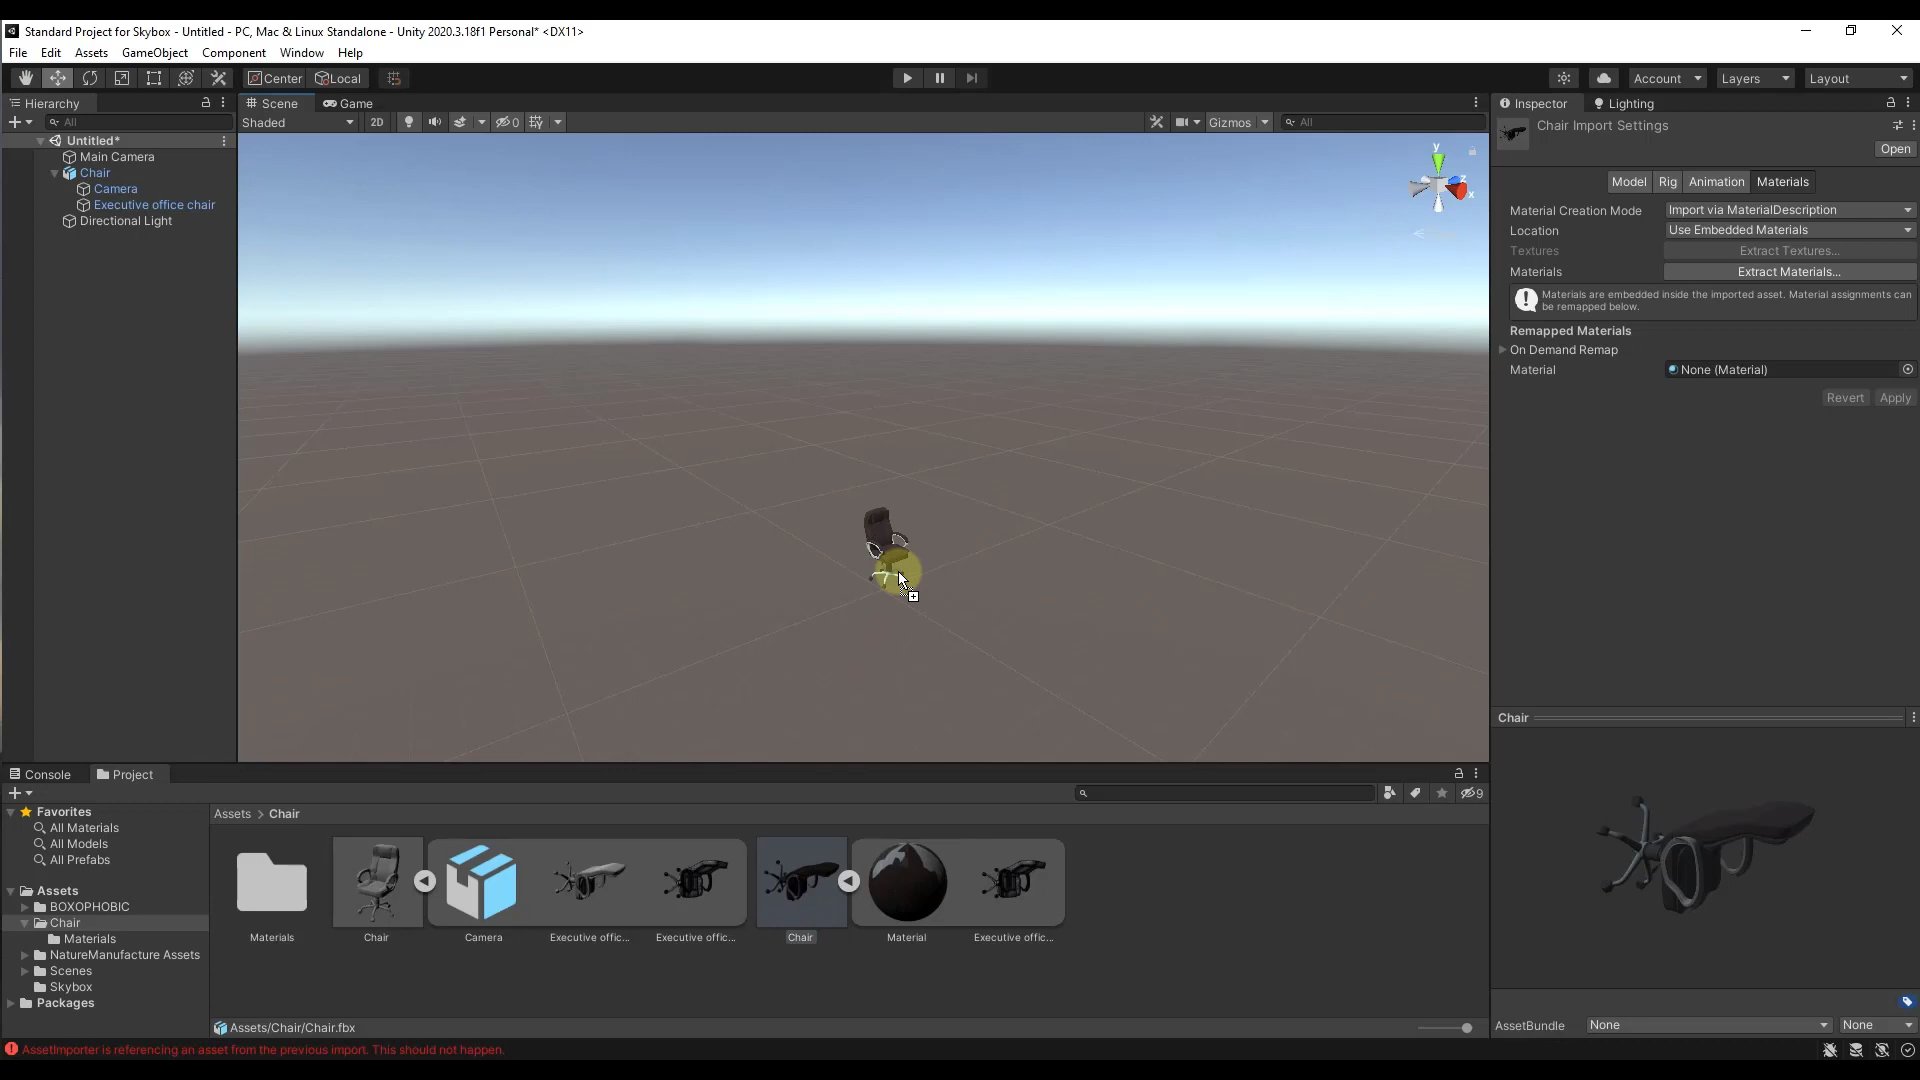 Standard Project for Skybox - Untitled - PC, Mac & Linux Standalone - Unity 2020.3.18f1 Personal* <DX11>
File Edit Assets GameObject Component Window Help
Center Local Account Layers Layout
Hierarchy Scene Game Inspector Lighting
All Shaded 2D 0 Gizmos All
Untitled*
Main Camera
Chair
Camera
Executive office chair
Directional Light
y
z
x
Chair Import Settings
Open
Model Rig Animation Materials
Material Creation Mode Import via MaterialDescription
Location Use Embedded Materials
Textures Extract Textures...
Materials Extract Materials...
Materials are embedded inside the imported asset. Material assignments can
be remapped below.
Remapped Materials
On Demand Remap
Material None (Material)
Revert Apply
Chair
Console Project
9
Favorites
All Materials
All Models
All Prefabs
Assets
BOXOPHOBIC
Chair
Materials
NatureManufacture Assets
Scenes
Skybox
Packages
Assets > Chair
Materials Chair Camera Executive offic... Executive offic... Chair Material Executive offic...
Assets/Chair/Chair.fbx
AssetBundle None None
AssetImporter is referencing an asset from the previous import. This should not happen.